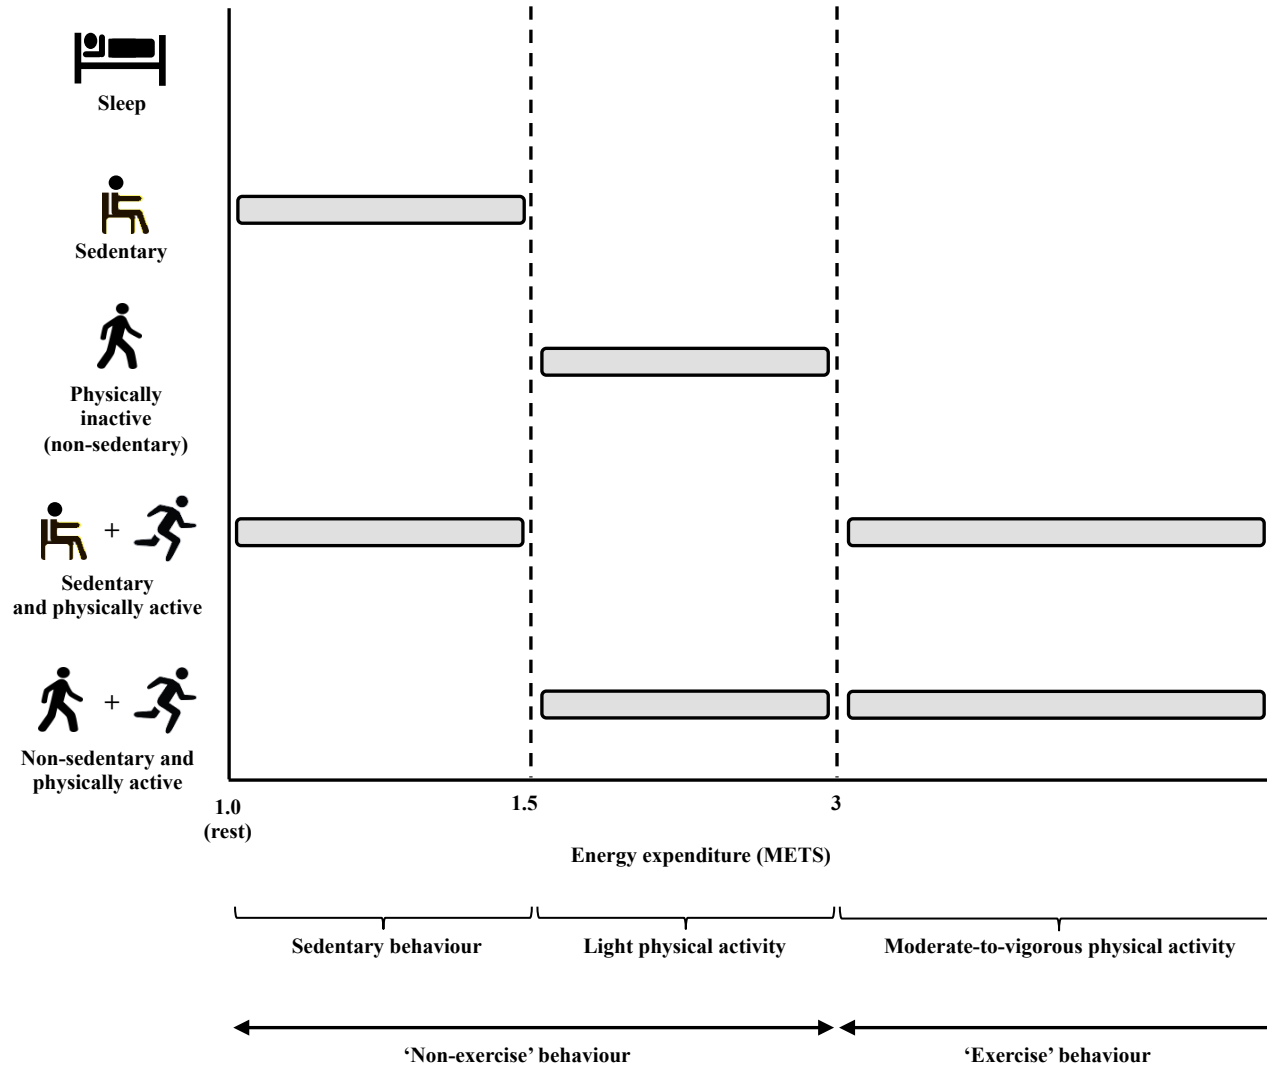 Sleep
Sedentary
Physically
inactive
(non-sedentary)
+
Sedentary
and physically active
+
Non-sedentary and
physically active
1.0
(rest)
1.5
3
Energy expenditure (METS)
Sedentary behaviour
Light physical activity
Moderate-to-vigorous physical activity
‘Non-exercise’ behaviour
‘Exercise’ behaviour